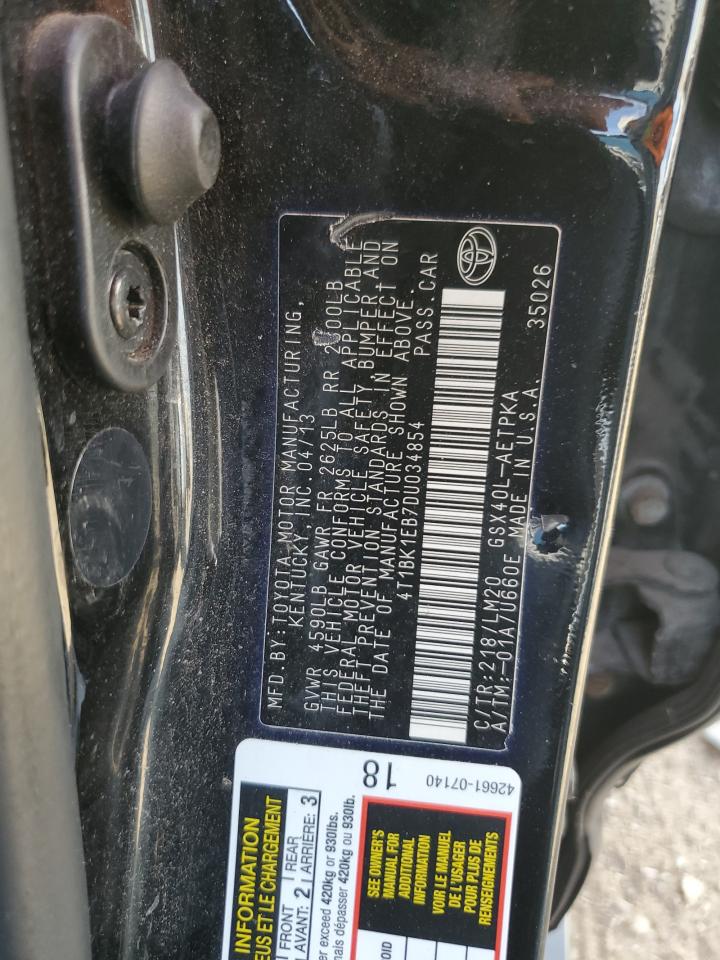 MFD.BY:TOYOTA MOTOR MANUFACTURING,
KENTUCKY, INC. 04/13
GVWR 4590LB GAWR FR 2625LB RR 00LB
THIS VEHICLE CONFORMS TO ALL APPLICABLE
FEDERAL MOTOR VEHICLE SAFETY, BUMPER AND
THEFT PREVENTION STANDARDS IN EFFECT ON
THE DATE OF MANUFACTURE SHOWN ABOVE.
4T1BK1EB7DU034854 PASS.CAR
C/TR:218/LM20 GSX40L-AETPKA
A/TM:-01A/U660E MADE IN U.S.A. 35026
INFORMATION
EUS ET LE CHARGEMENT
FRONT REAR
AVANT: 2 ARRIÈRE: 3
er exceed 420kg or 930lbs.
mais dépasser 420kg ou 930lb.
18
SEE OWNER'S
MANUAL FOR
ADDITIONAL
INFORMATION
VOIR LE MANUEL
DE L'USAGER
POUR PLUS DE
RENSEIGNEMENTS
42661-07140